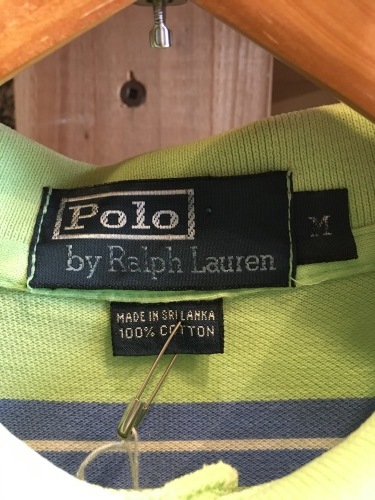 Polo
by Ralph Lauren
M
MADE IN SRI LANKA
100% COTTON